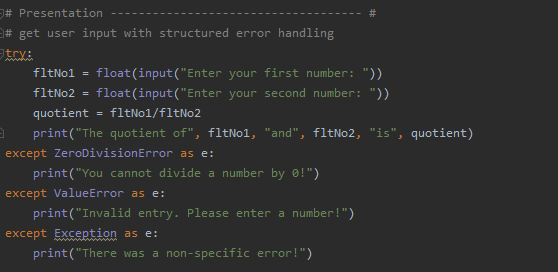 # Presentation ------------------------------------ #
# get user input with structured error handling
try:
    fltNo1 = float(input("Enter your first number: "))
    fltNo2 = float(input("Enter your second number: "))
    quotient = fltNo1/fltNo2
    print("The quotient of", fltNo1, "and", fltNo2, "is", quotient)
except ZeroDivisionError as e:
    print("You cannot divide a number by 0!")
except ValueError as e:
    print("Invalid entry. Please enter a number!")
except Exception as e:
    print("There was a non-specific error!")